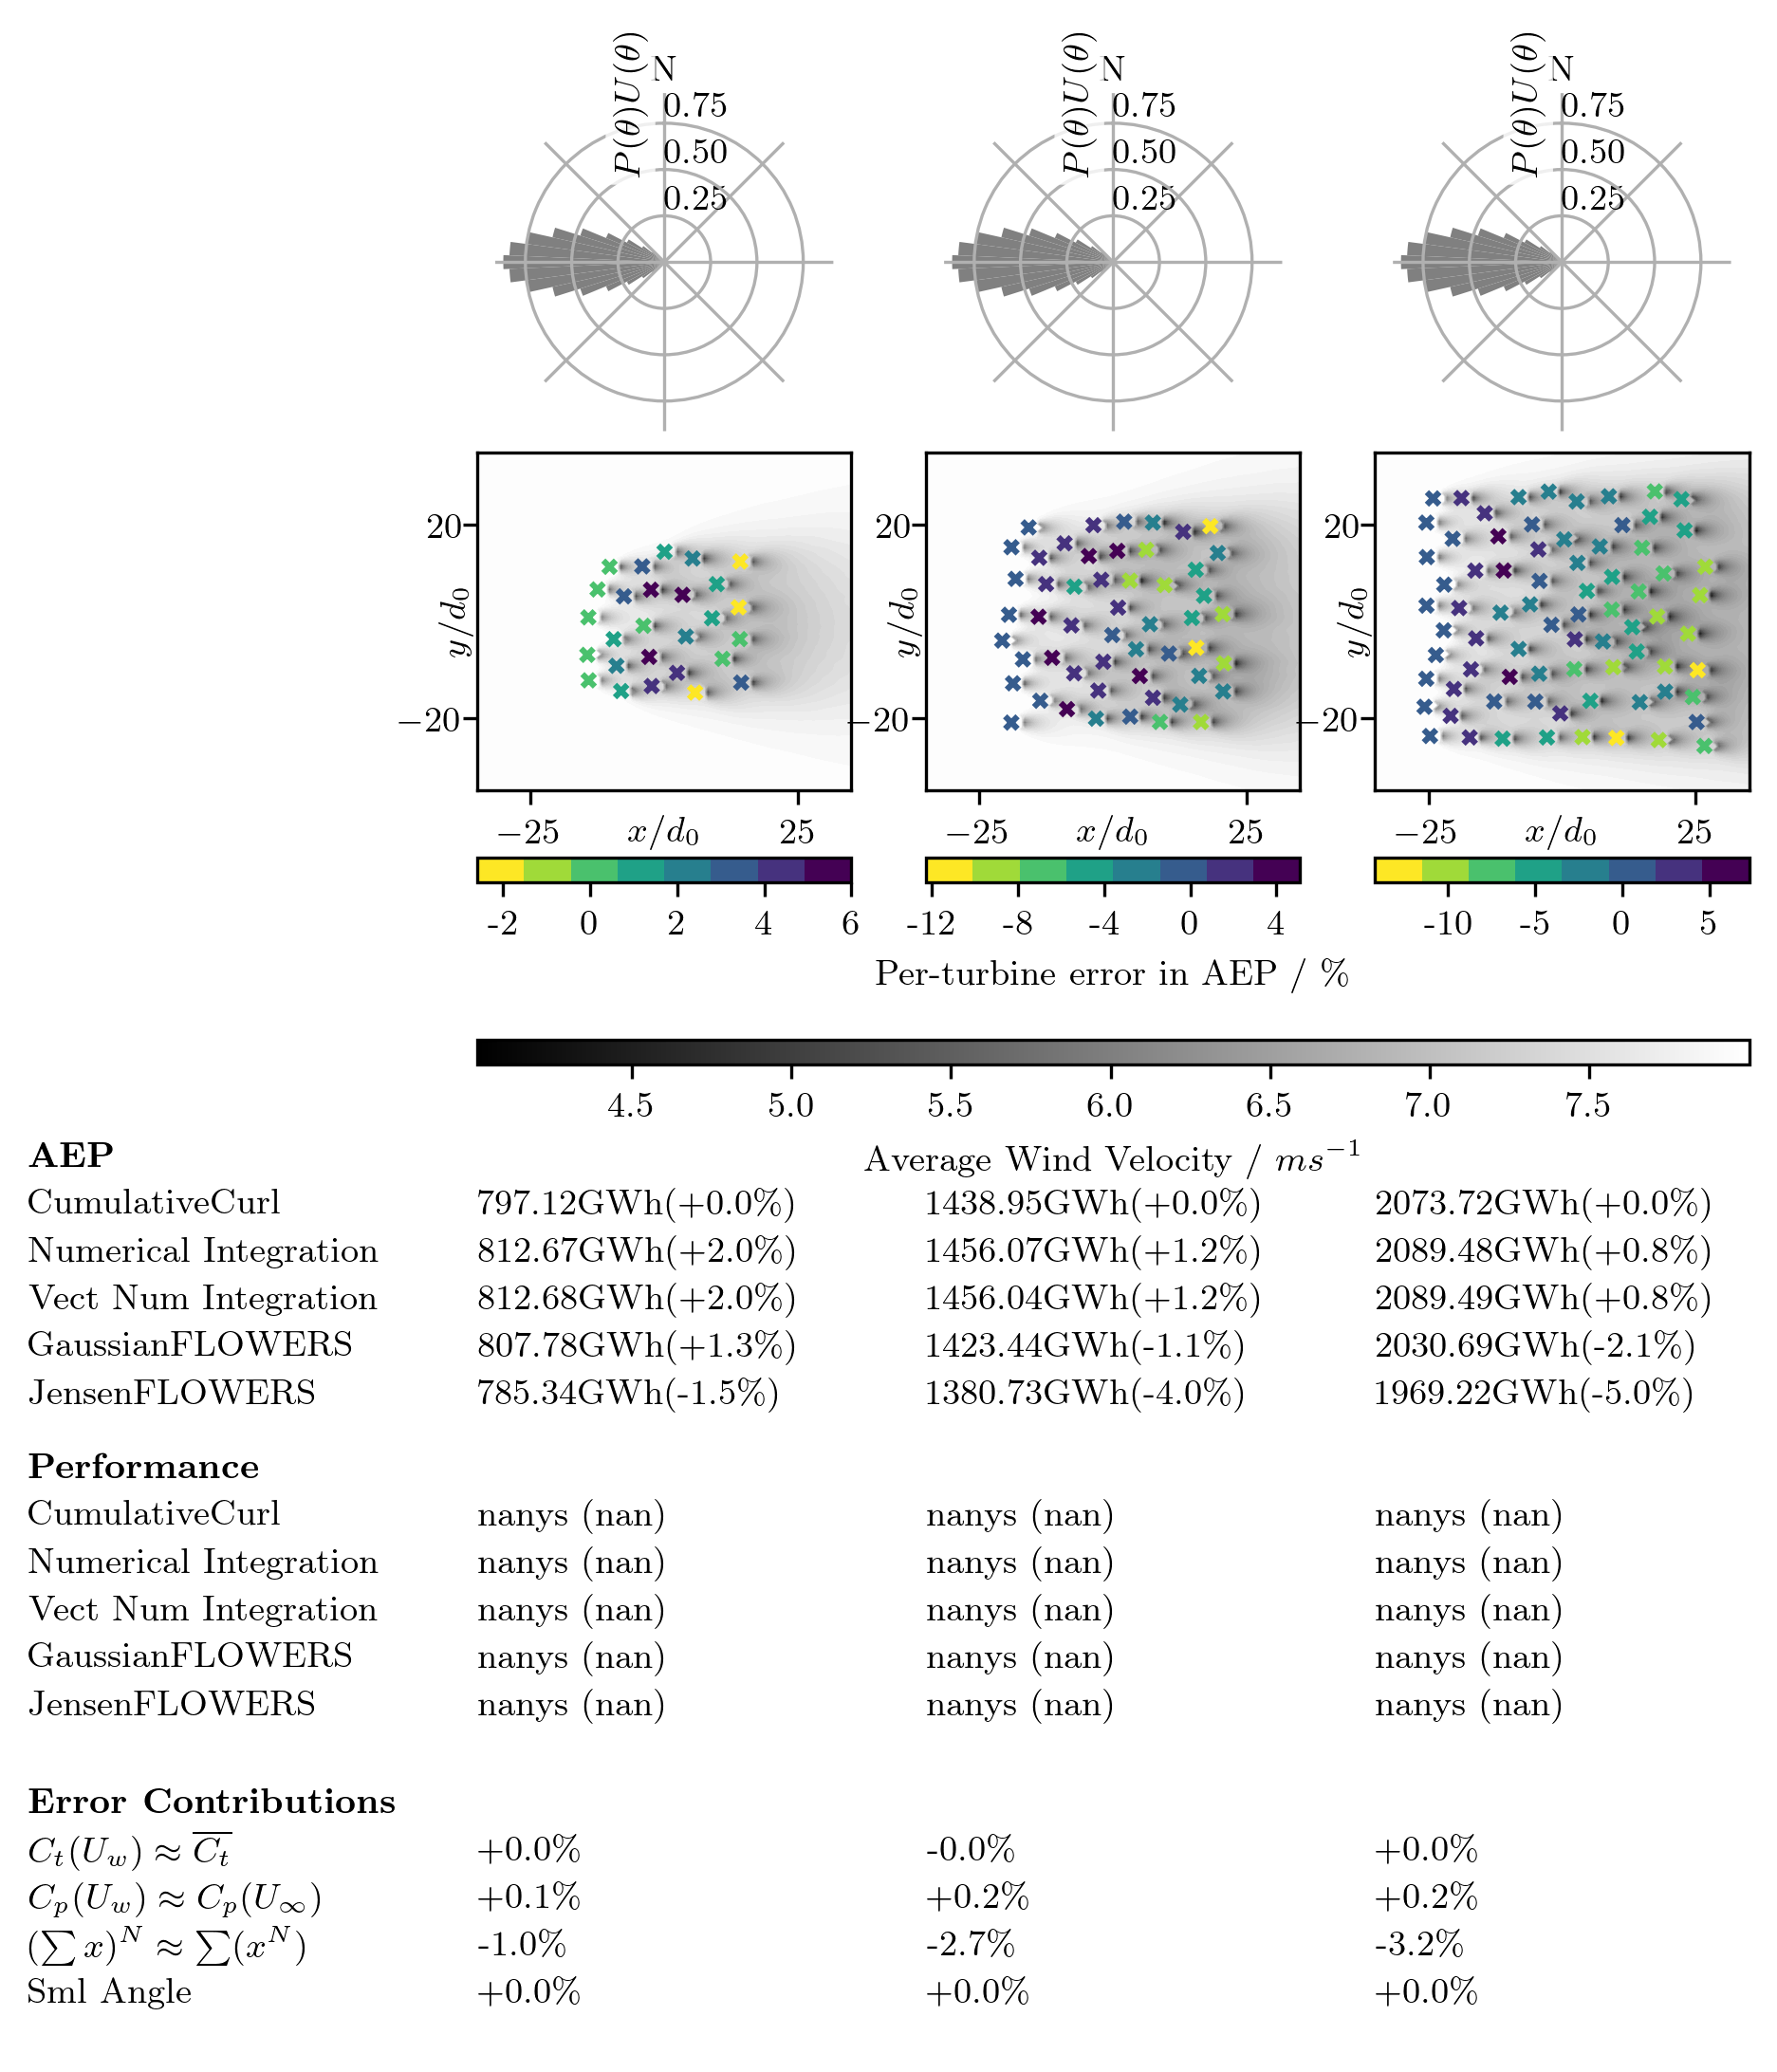 N N N
P(θ)U(θ) P(θ)U(θ) P(θ)U(θ)
0.75 0.75 0.75
0.50 0.50 0.50
0.25 0.25 0.25
20 20 20
y/d₀ y/d₀ y/d₀
−20 −20 −20
−25 x/d₀ 25 −25 x/d₀ 25 −25 x/d₀ 25
-2 0 2 4 6 -12 -8 -4 0 4 -10 -5 0 5
Per-turbine error in AEP / %
4.5 5.0 5.5 6.0 6.5 7.0 7.5
Average Wind Velocity / ms⁻¹
AEP
CumulativeCurl 797.12GWh(+0.0%) 1438.95GWh(+0.0%) 2073.72GWh(+0.0%)
Numerical Integration 812.67GWh(+2.0%) 1456.07GWh(+1.2%) 2089.48GWh(+0.8%)
Vect Num Integration 812.68GWh(+2.0%) 1456.04GWh(+1.2%) 2089.49GWh(+0.8%)
GaussianFLOWERS 807.78GWh(+1.3%) 1423.44GWh(-1.1%) 2030.69GWh(-2.1%)
JensenFLOWERS 785.34GWh(-1.5%) 1380.73GWh(-4.0%) 1969.22GWh(-5.0%)
Performance
CumulativeCurl nanys (nan) nanys (nan) nanys (nan)
Numerical Integration nanys (nan) nanys (nan) nanys (nan)
Vect Num Integration nanys (nan) nanys (nan) nanys (nan)
GaussianFLOWERS nanys (nan) nanys (nan) nanys (nan)
JensenFLOWERS nanys (nan) nanys (nan) nanys (nan)
Error Contributions
Cₜ(U_w) ≈ C̅ₜ +0.0% -0.0% +0.0%
Cₚ(U_w) ≈ Cₚ(U∞) +0.1% +0.2% +0.2%
(∑ x)ᴺ ≈ ∑(xᴺ) -1.0% -2.7% -3.2%
Sml Angle +0.0% +0.0% +0.0%